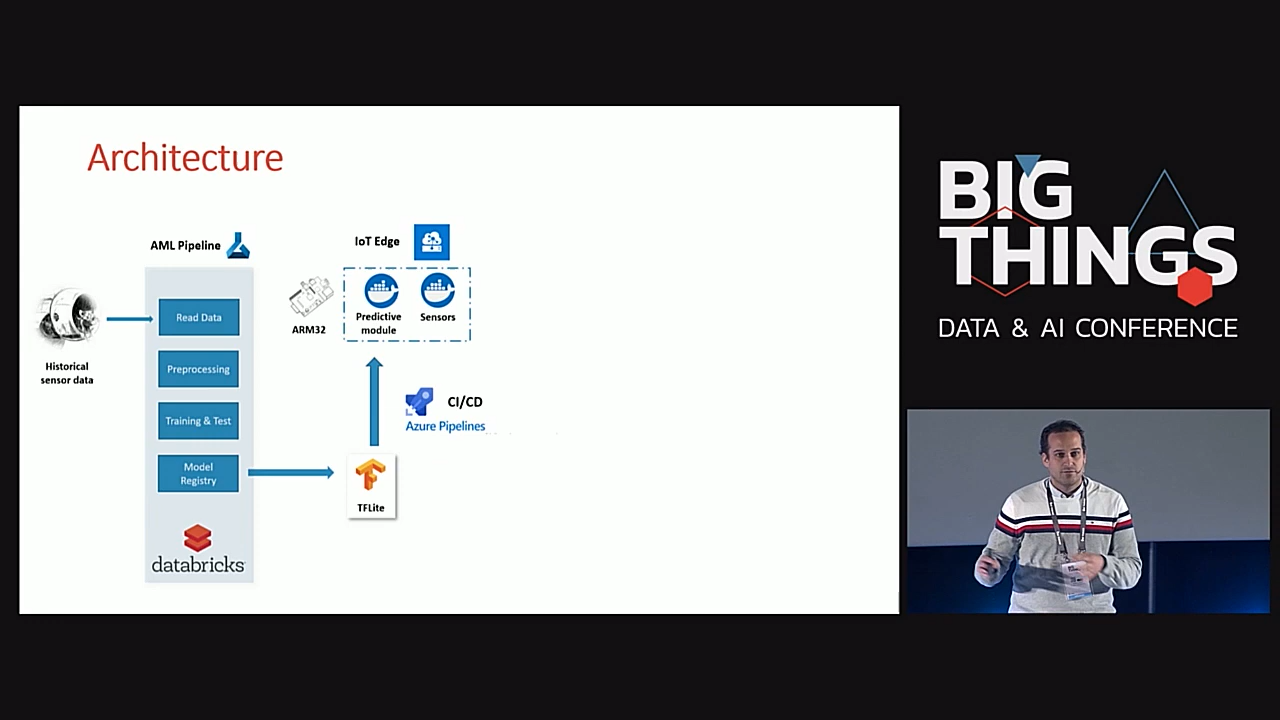 Architecture
AML Pipeline
IoT Edge
Read Data
Preprocessing
Training & Test
Model
Registry
databricks
Historical
sensor data
ARM32
Predictive
module
Sensors
CI/CD
Azure Pipelines
TFLite
BIG
THINGS
DATA & AI CONFERENCE